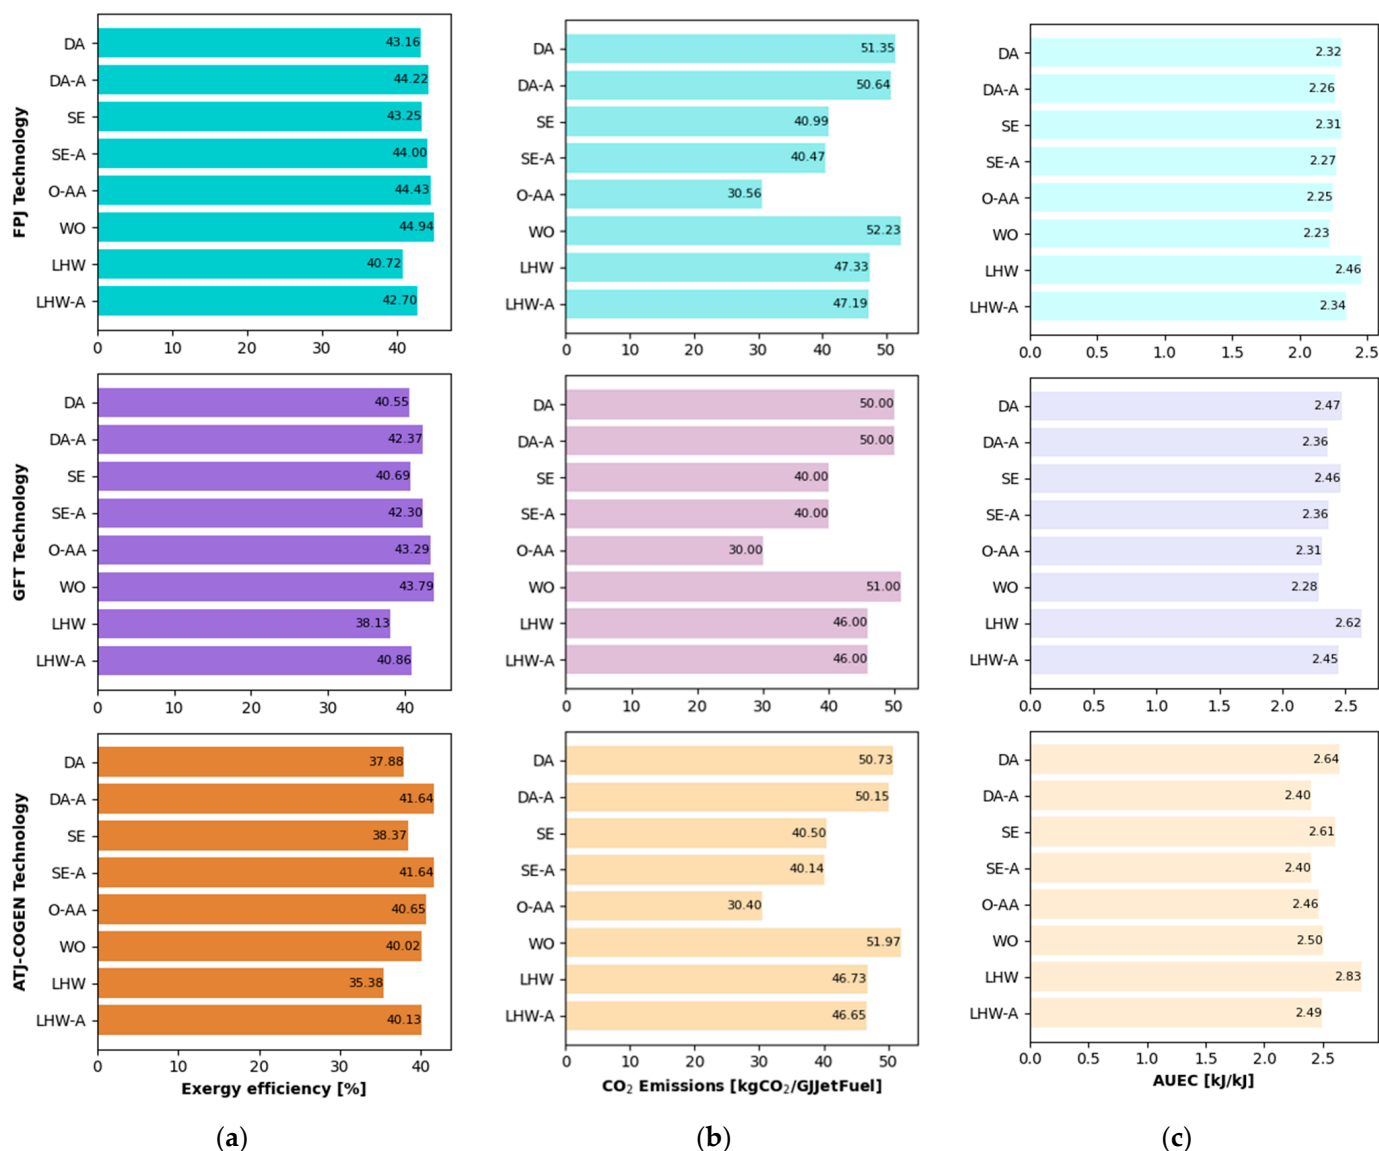 FPJ Technology
DA
43.16
DA-A
44.22
SE
43.25
SE-A
44.00
O-AA
44.43
WO
44.94
LHW
40.72
LHW-A
42.70
0 10 20 30 40
DA
51.35
DA-A
50.64
SE
40.99
SE-A
40.47
O-AA
30.56
WO
52.23
LHW
47.33
LHW-A
47.19
0 10 20 30 40 50
DA
2.32
DA-A
2.26
SE
2.31
SE-A
2.27
O-AA
2.25
WO
2.23
LHW
2.46
LHW-A
2.34
0.0 0.5 1.0 1.5 2.0 2.5
GFT Technology
DA
40.55
DA-A
42.37
SE
40.69
SE-A
42.30
O-AA
43.29
WO
43.79
LHW
38.13
LHW-A
40.86
0 10 20 30 40
DA
50.00
DA-A
50.00
SE
40.00
SE-A
40.00
O-AA
30.00
WO
51.00
LHW
46.00
LHW-A
46.00
0 10 20 30 40 50
DA
2.47
DA-A
2.36
SE
2.46
SE-A
2.36
O-AA
2.31
WO
2.28
LHW
2.62
LHW-A
2.45
0.0 0.5 1.0 1.5 2.0 2.5
ATJ-COGEN Technology
DA
37.88
DA-A
41.64
SE
38.37
SE-A
41.64
O-AA
40.65
WO
40.02
LHW
35.38
LHW-A
40.13
0 10 20 30 40
Exergy efficiency [%]
DA
50.73
DA-A
50.15
SE
40.50
SE-A
40.14
O-AA
30.40
WO
51.97
LHW
46.73
LHW-A
46.65
0 10 20 30 40 50
CO₂ Emissions [kgCO₂/GJJetFuel]
DA
2.64
DA-A
2.40
SE
2.61
SE-A
2.40
O-AA
2.46
WO
2.50
LHW
2.83
LHW-A
2.49
0.0 0.5 1.0 1.5 2.0 2.5
AUEC [kJ/kJ]
(a)
(b)
(c)